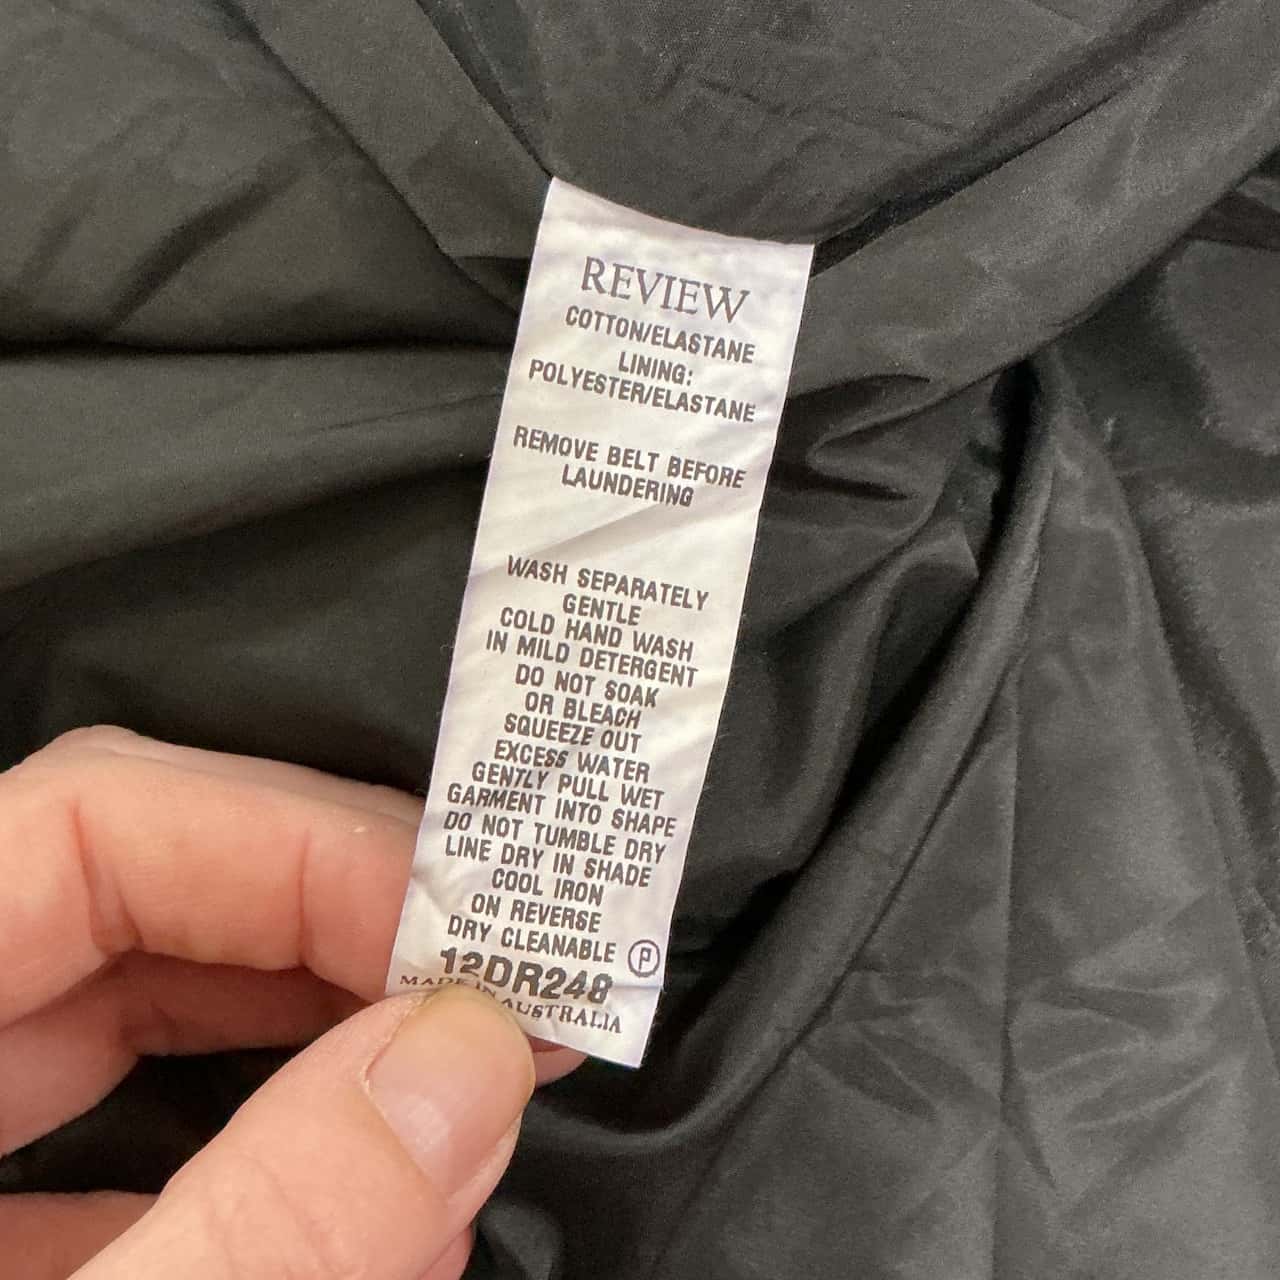 REVIEW
COTTON/ELASTANE
LINING:
POLYESTER/ELASTANE
REMOVE BELT BEFORE
LAUNDERING
WASH SEPARATELY
GENTLE
COLD HAND WASH
IN MILD DETERGENT
DO NOT SOAK
OR BLEACH
SQUEEZE OUT
EXCESS WATER
GENTLY PULL WET
GARMENT INTO SHAPE
DO NOT TUMBLE DRY
LINE DRY IN SHADE
COOL IRON
ON REVERSE
DRY CLEANABLE Ⓟ
12DR248
MADE IN AUSTRALIA